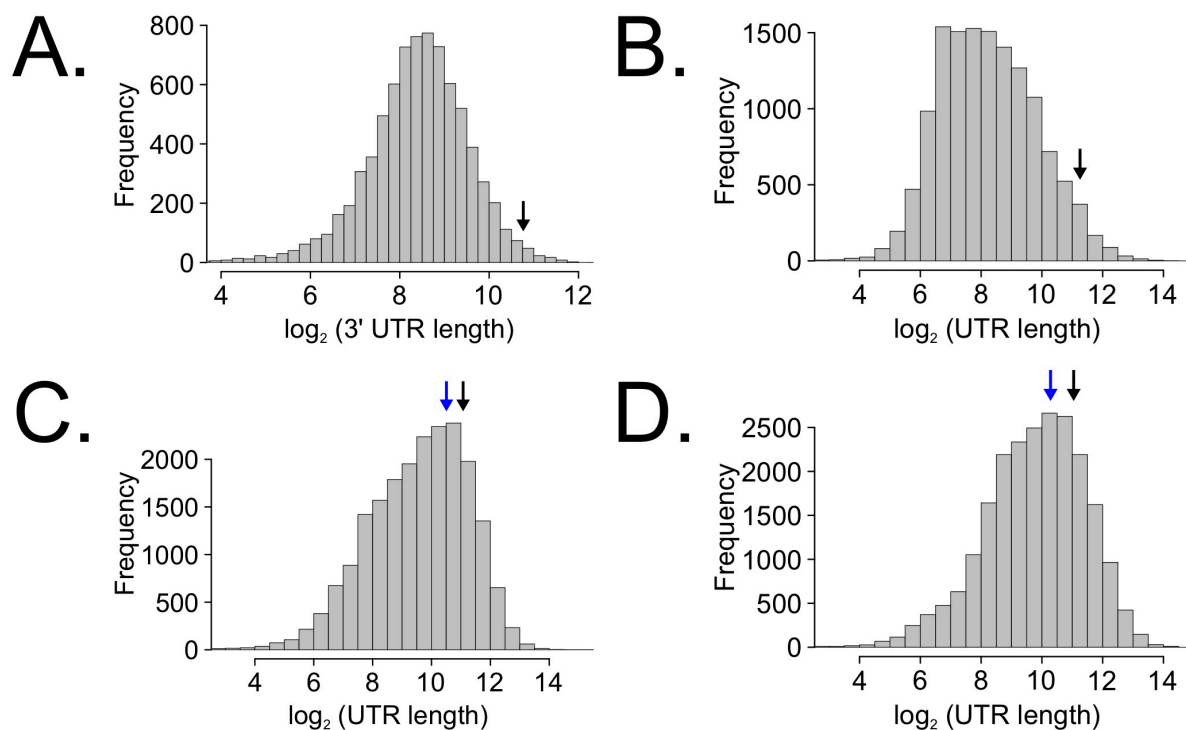 A.
800
600
400
200
0
Frequency
4 6 8 10 12
log₂ (3' UTR length)
B.
1500
1000
500
0
Frequency
4 6 8 10 12 14
log₂ (UTR length)
C.
2000
1500
1000
500
0
Frequency
4 6 8 10 12 14
log₂ (UTR length)
D.
2500
2000
1500
1000
500
0
Frequency
4 6 8 10 12 14
log₂ (UTR length)